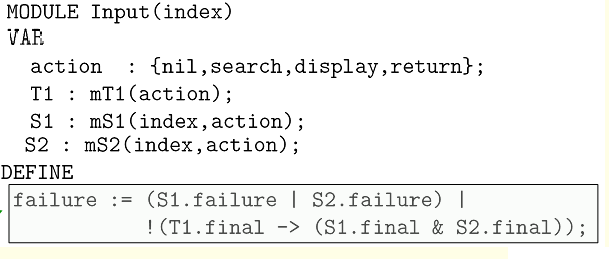 MODULE Input(index)
VAR
action : {nil,search,display,return};
T1 : mT1(action);
S1 : mS1(index,action);
S2 : mS2(index,action);
DEFINE
failure := (S1.failure | S2.failure) |
!(T1.final -> (S1.final & S2.final));